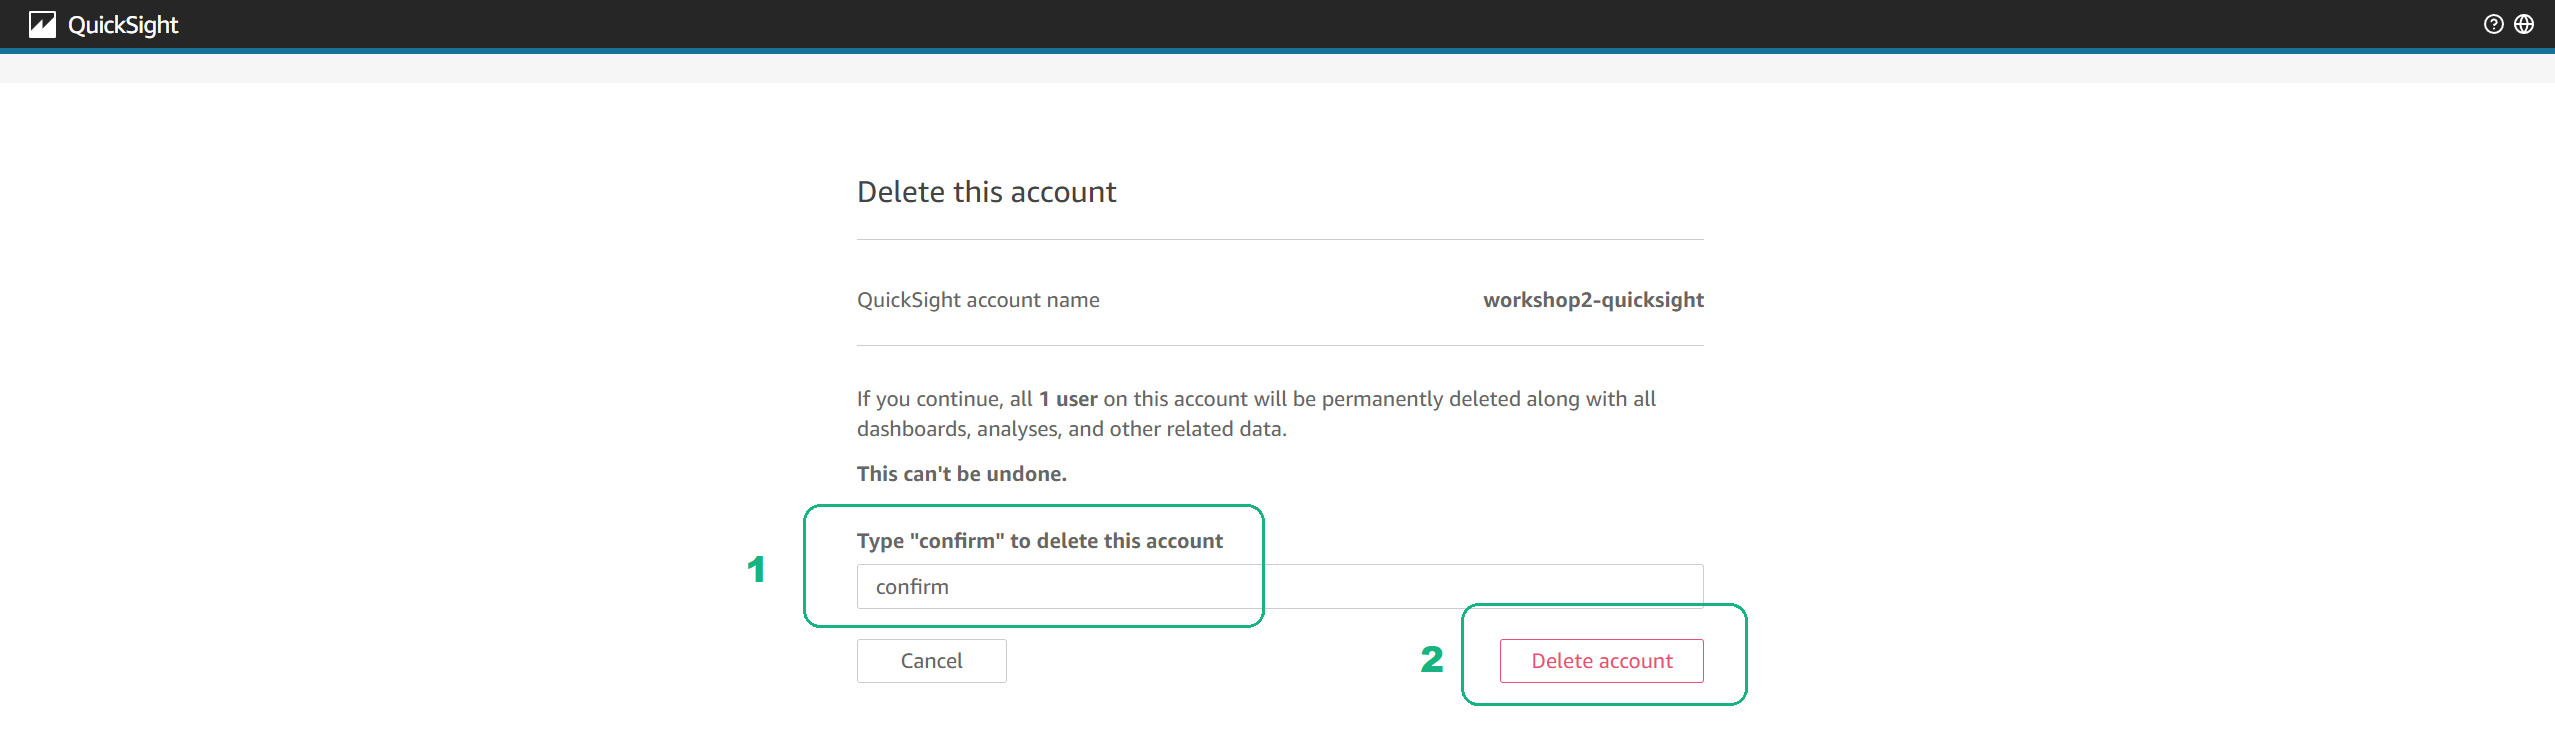 QuickSight
Delete this account
QuickSight account name workshop2-quicksight
If you continue, all 1 user on this account will be permanently deleted along with all
dashboards, analyses, and other related data.
This can't be undone.
Type "confirm" to delete this account
1
confirm
Cancel
2
Delete account